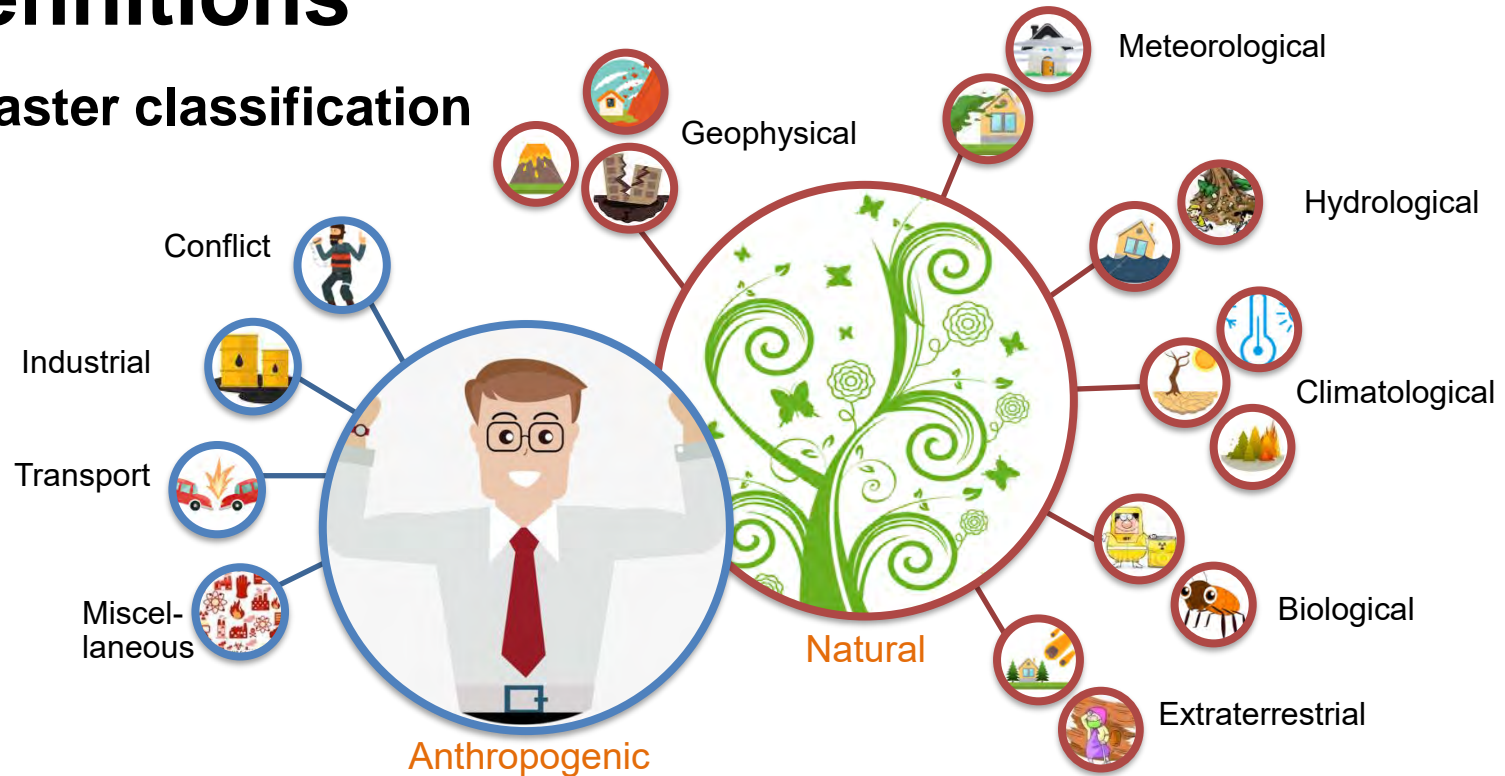 efinitions
aster classification
Meteorological
Geophysical
Hydrological
Conflict
Industrial
Climatological
Transport
Miscel-
laneous
Biological
Natural
Extraterrestrial
Anthropogenic